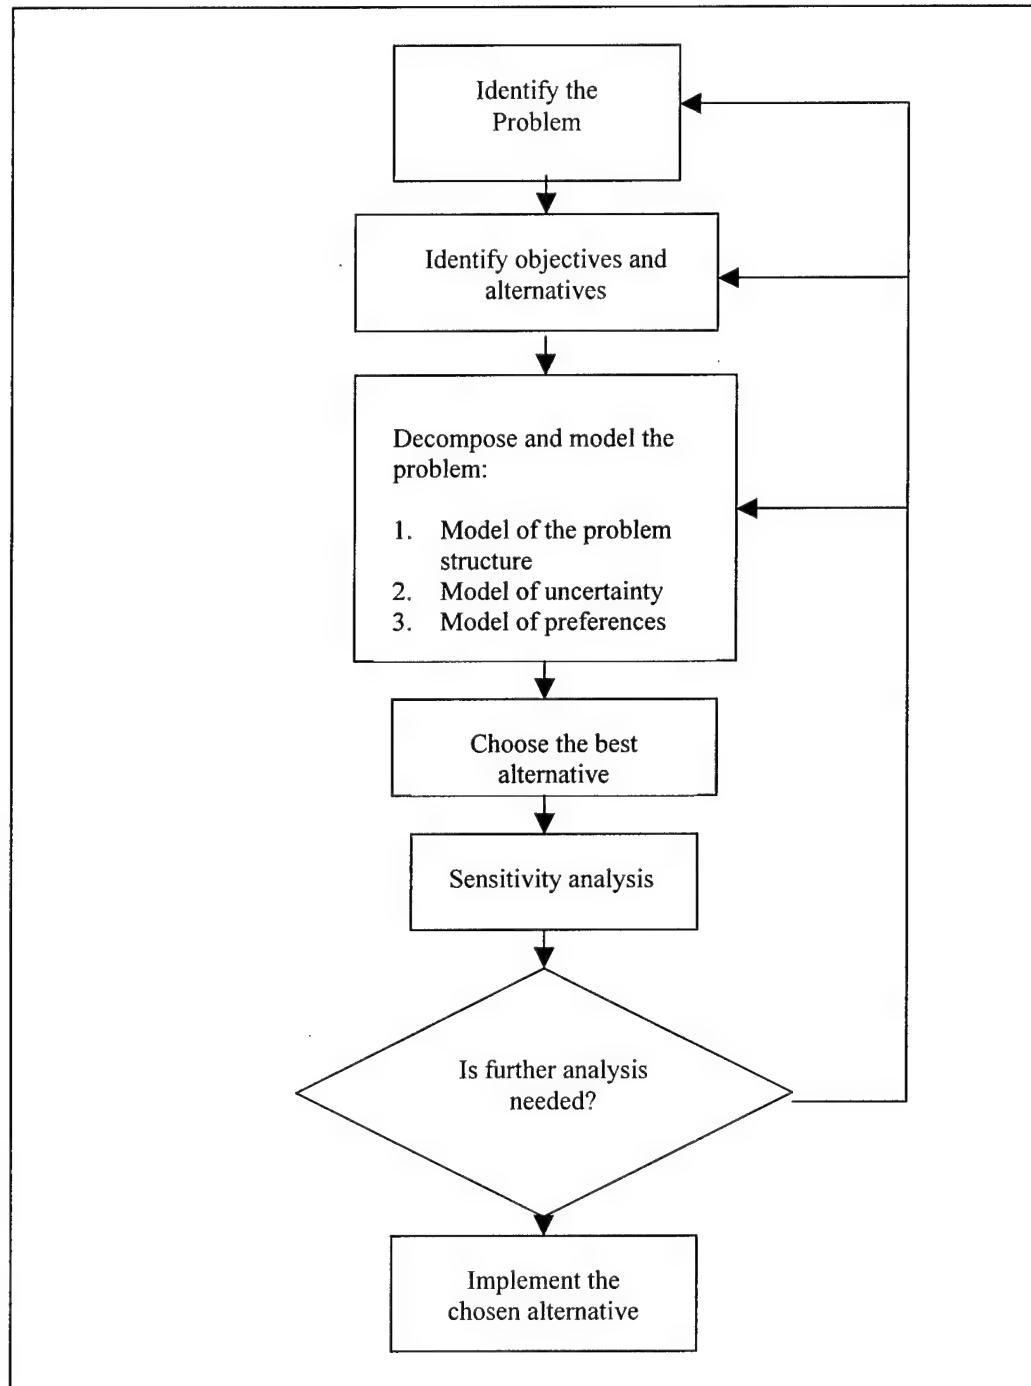 Identify the
Problem
Identify objectives and
alternatives
Decompose and model the
problem:
1. Model of the problem
structure
2. Model of uncertainty
3. Model of preferences
Choose the best
alternative
Sensitivity analysis
Is further analysis
needed?
Implement the
chosen alternative